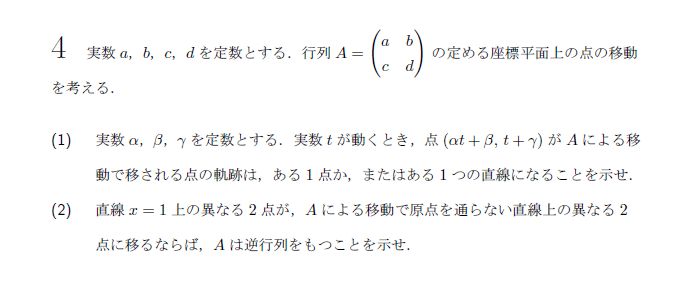 4 実数 a, b, c, d を定数とする. 行列 A = \begin{pmatrix} a & b \\ c & d \end{pmatrix} の定める座標平面上の点の移動
を考える.
(1) 実数 α, β, γ を定数とする. 実数 t が動くとき, 点 (αt + β, t + γ) が A による移
動で移される点の軌跡は, ある 1 点か, またはある 1 つの直線になることを示せ.
(2) 直線 x = 1 上の異なる 2 点が, A による移動で原点を通らない直線上の異なる 2
点に移るならば, A は逆行列をもつことを示せ.